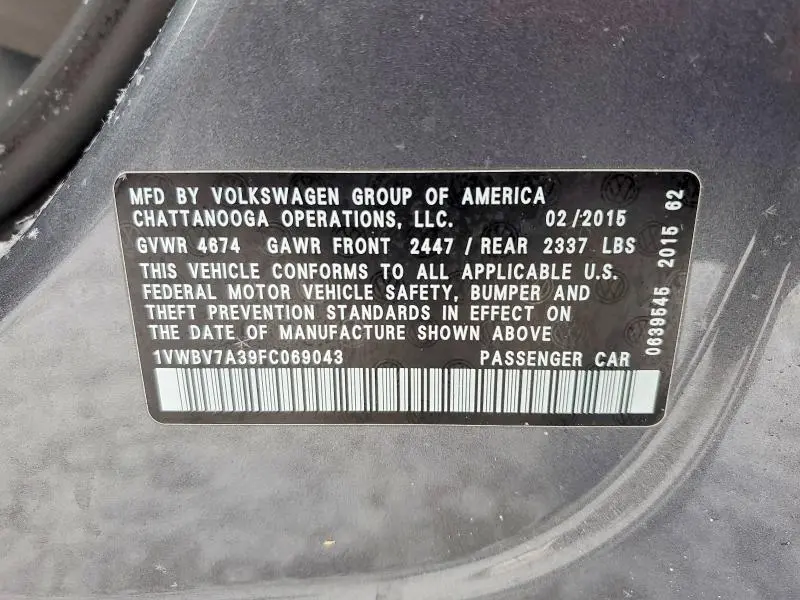 MFD BY VOLKSWAGEN GROUP OF AMERICA
CHATTANOOGA OPERATIONS, LLC. 02/2015
GVWR 4674 GAWR FRONT 2447 / REAR 2337 LBS
THIS VEHICLE CONFORMS TO ALL APPLICABLE U.S.
FEDERAL MOTOR VEHICLE SAFETY, BUMPER AND
THEFT PREVENTION STANDARDS IN EFFECT ON
THE DATE OF MANUFACTURE SHOWN ABOVE
1VWBV7A39FC069043 PASSENGER CAR
0639545 2015 62